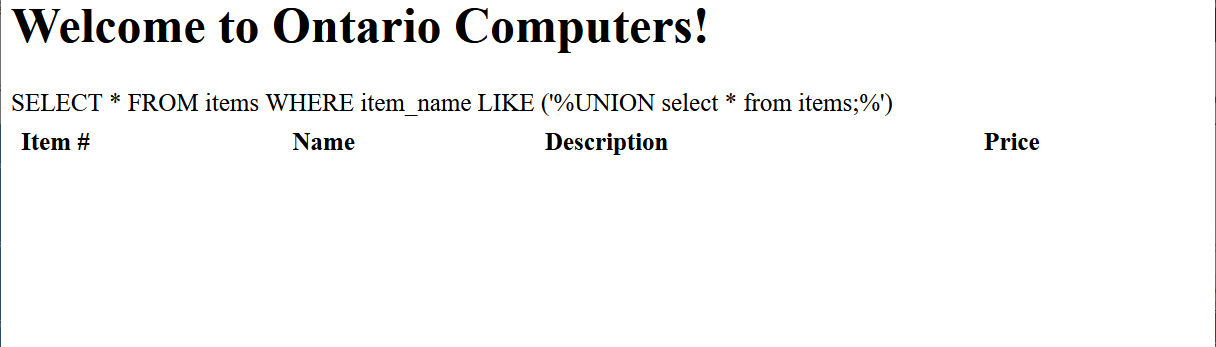 Welcome to Ontario Computers!
SELECT * FROM items WHERE item_name LIKE ('%UNION select * from items;%')
Item # Name Description Price